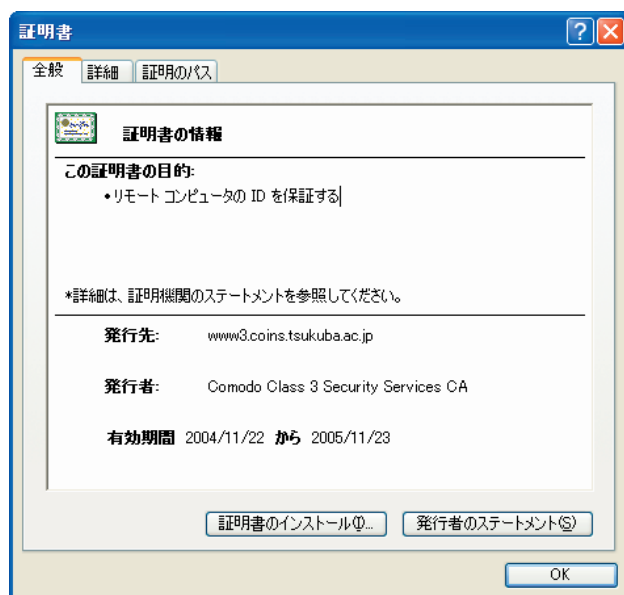 証明書
全般 詳細 証明のパス
証明書の情報
この証明書の目的:
•リモート コンピュータの ID を保証する
*詳細は、証明機関のステートメントを参照してください。
発行先: www3.coins.tsukuba.ac.jp
発行者: Comodo Class 3 Security Services CA
有効期間 2004/11/22 から 2005/11/23
証明書のインストール(I)... 発行者のステートメント(S)
OK